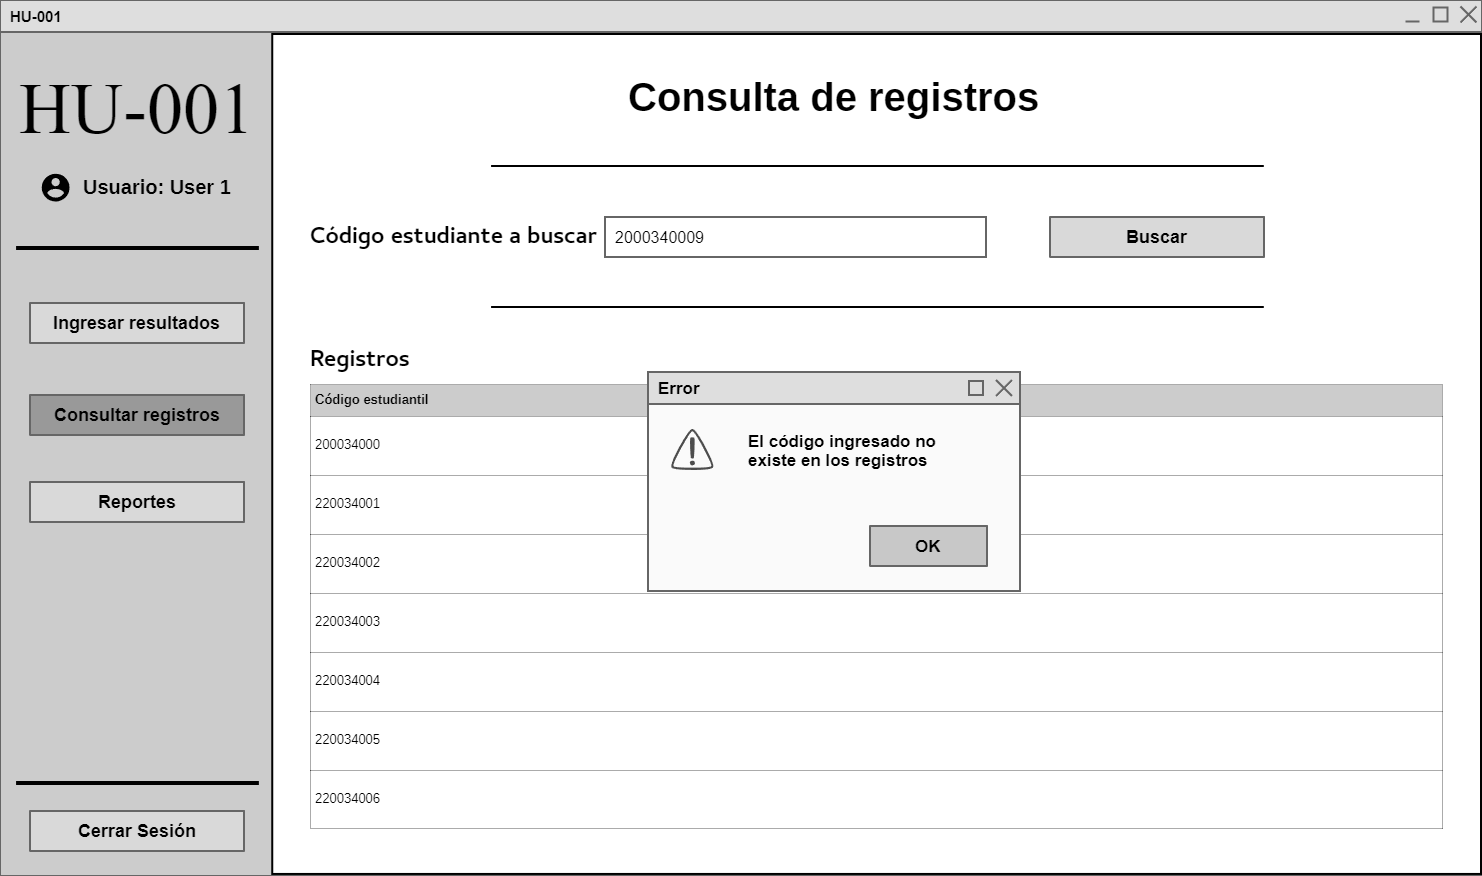 HU-001
HU-001
Usuario: User 1
Ingresar resultados
Consultar registros
Reportes
Cerrar Sesión
Consulta de registros
Código estudiante a buscar 2000340009 Buscar
Registros
Código estudiantil
200034000
220034001
220034002
220034003
220034004
220034005
220034006
Error
El código ingresado no
existe en los registros
OK